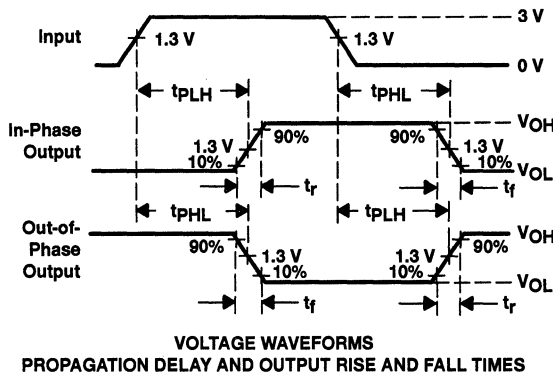 3 V
Input
1.3 V
1.3 V
0 V
tPLH
tPHL
In-Phase
Output
VOH
90%
90%
1.3 V
1.3 V
10%
10%
VOL
tr
tf
tPHL
tPLH
Out-of-
Phase
Output
VOH
90%
90%
1.3 V
1.3 V
10%
10%
VOL
tf
tr
VOLTAGE WAVEFORMS
PROPAGATION DELAY AND OUTPUT RISE AND FALL TIMES